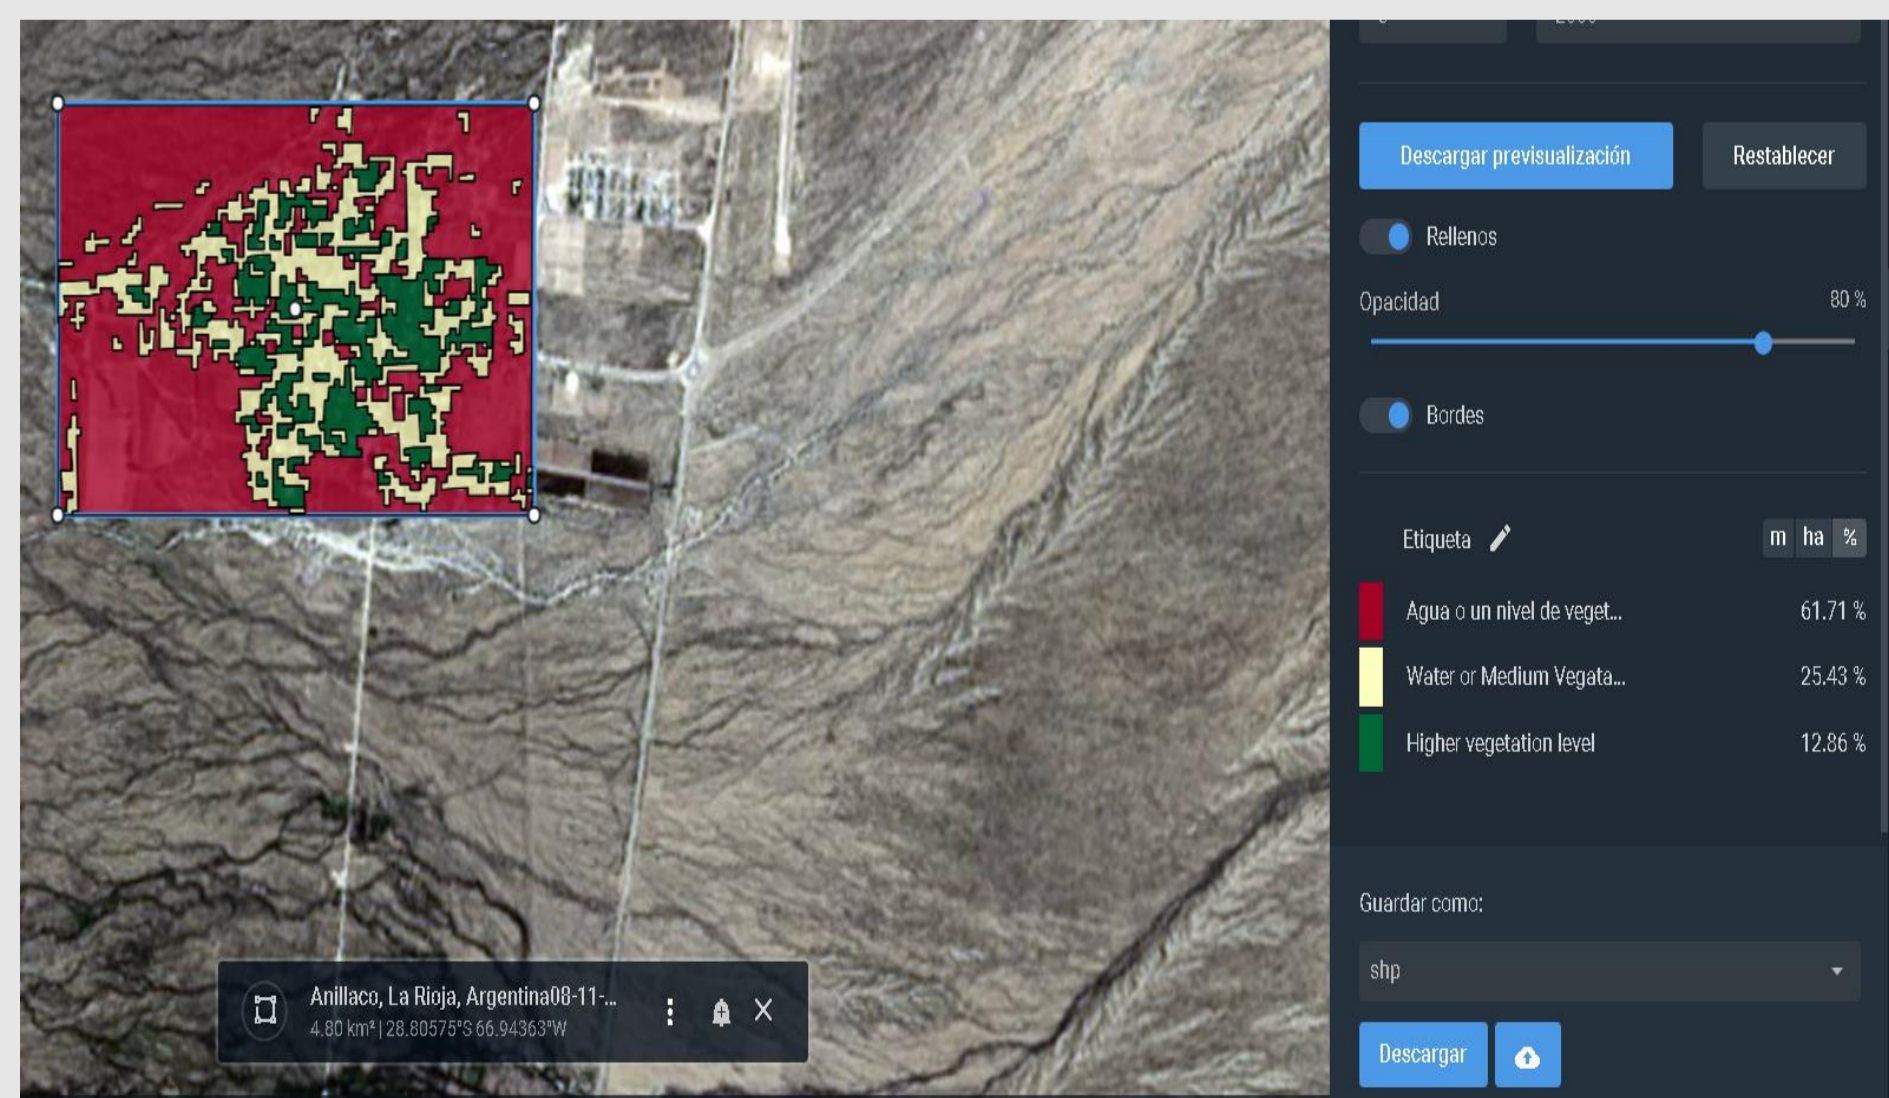 Descargar previsualización
Restablecer
Rellenos
Opacidad
80 %
Bordes
Etiqueta
m ha %
Agua o un nivel de veget...
61.71 %
Water or Medium Vegata...
25.43 %
Higher vegetation level
12.86 %
Guardar como:
shp
Descargar
Anillaco, La Rioja, Argentina08-11-...
4.80 km² | 28.80575°S 66.94363°W